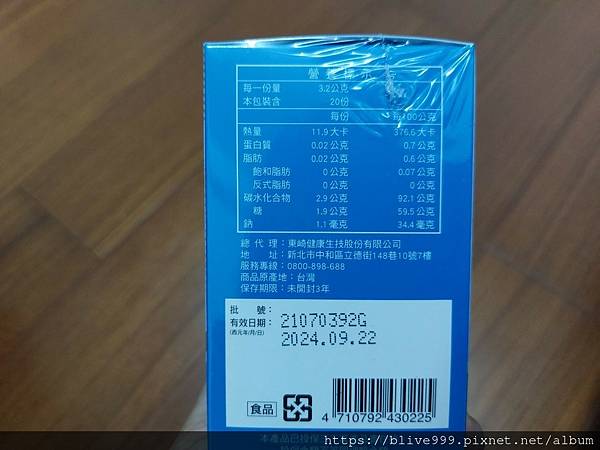 營養標示
每一份量 3.2公克
本包裝含 20份
每份 每100公克
熱量 11.9大卡 376.6大卡
蛋白質 0.02公克 0.7公克
脂肪 0.02公克 0.6公克
飽和脂肪 0公克 0.07公克
反式脂肪 0公克 0公克
碳水化合物 2.9公克 92.1公克
糖 1.9公克 59.5公克
鈉 1.1毫克 34.4毫克
總代理：東崎健康生技股份有限公司
地址：新北市中和區立德街148巷10號7樓
服務專線：0800-898-688
商品原產地：台灣
保存期限：未開封3年
批號：
有效日期： 21070392G
(西元年/月/日) 2024.09.22
食品
4 710792 430225
本產品已投保
https://blive999.pixnet.net/album